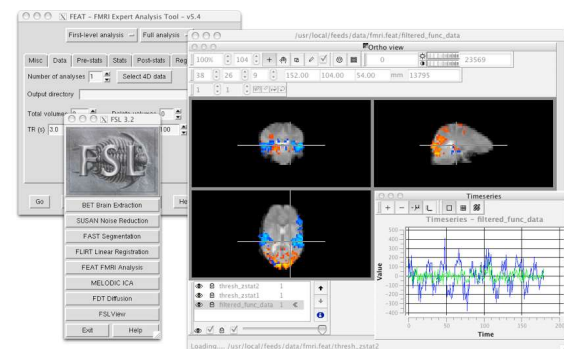 FEAT - FMRI Expert Analysis Tool - v5.4
First-level analysis
Full analysis
Misc Data Pre-stats Stats Post-stats Reg
Number of analyses 1 Select 4D data
Output directory
Total volumes 0
TR (s) 3.0
100
Go
FSL 3.2
FSL
BET Brain Extraction
SUSAN Noise Reduction
FAST Segmentation
FLIRT Linear Registration
FEAT FMRI Analysis
MELODIC ICA
FDT Diffusion
FSLView
Exit Help
/usr/local/feeds/data/fmri.feat/filtered_func_data
Ortho view
100% 104 0 23569
38 26 9 152.00 104.00 54.00 mm 13795
1 1
thresh_zstat2 1
thresh_zstat1 1
filtered_func_data 1
Loading.... /usr/local/feeds/data/fmri.feat/thresh_zstat2
Timeseries
Timeseries - filtered_func_data
Value
500
400
300
200
100
0
-100
-200
-300
-400
0 50 100 150 200
Time